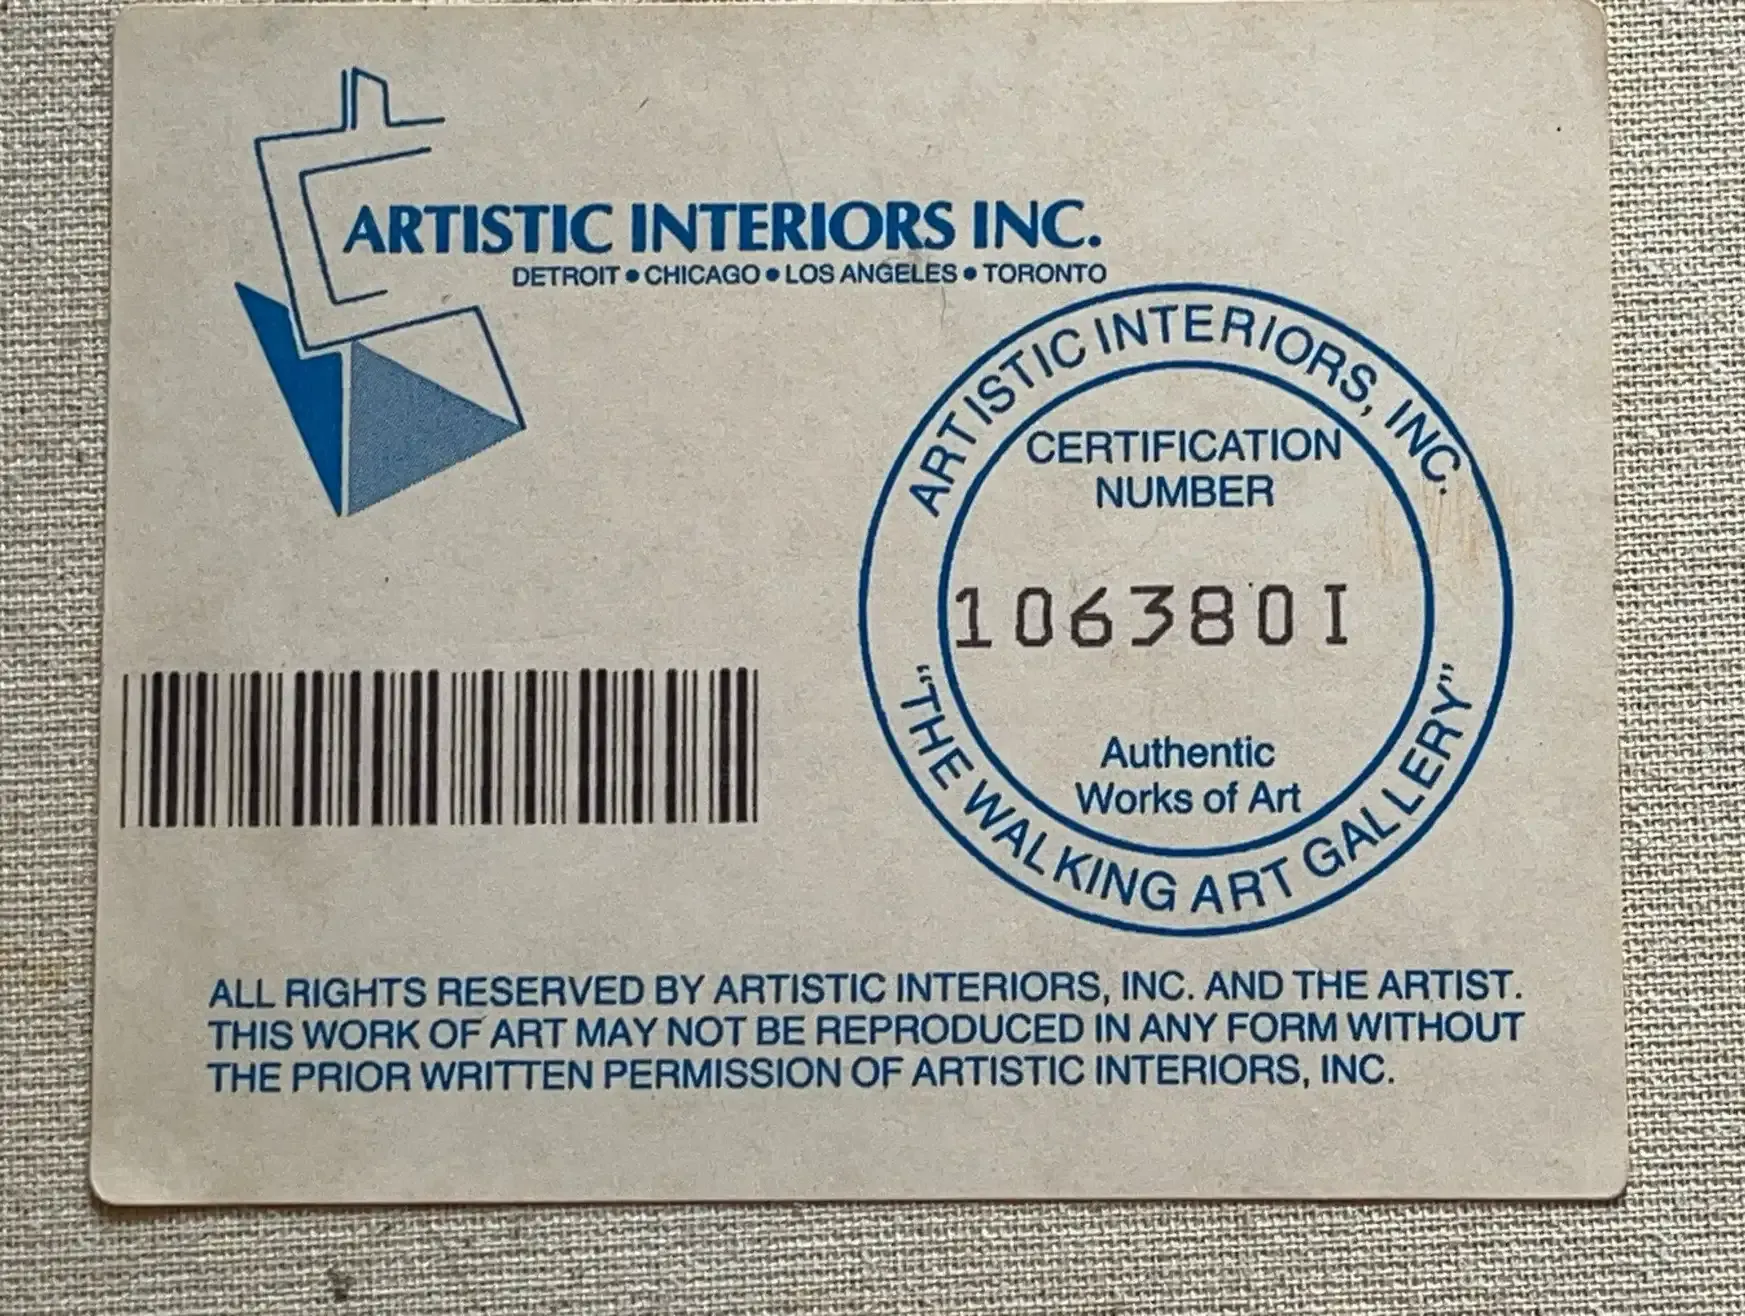 ARTISTIC INTERIORS INC.
DETROIT • CHICAGO • LOS ANGELES • TORONTO
ARTISTIC INTERIORS, INC.
CERTIFICATION
NUMBER
106380I
Authentic
Works of Art
"THE WALKING ART GALLERY"
ALL RIGHTS RESERVED BY ARTISTIC INTERIORS, INC. AND THE ARTIST.
THIS WORK OF ART MAY NOT BE REPRODUCED IN ANY FORM WITHOUT
THE PRIOR WRITTEN PERMISSION OF ARTISTIC INTERIORS, INC.